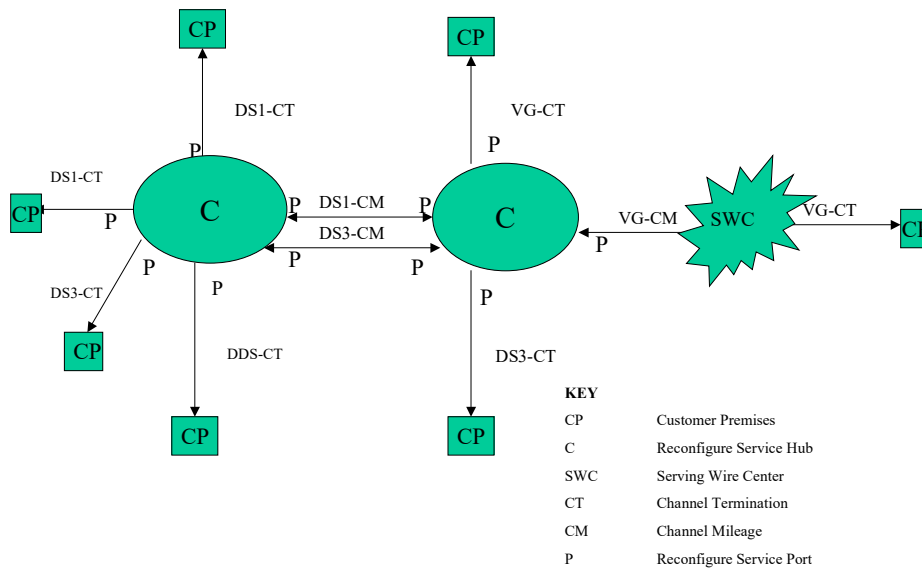 CP
CP
DS1-CT
VG-CT
P
P
DS1-CT
CP
P
C
P
DS1-CM
P
C
DS3-CM
P
P
VG-CM
P
SWC
VG-CT
CP
P
P
P
DS3-CT
CP
DDS-CT
DS3-CT
CP
CP
KEY
CP Customer Premises
C Reconfigure Service Hub
SWC Serving Wire Center
CT Channel Termination
CM Channel Mileage
P Reconfigure Service Port